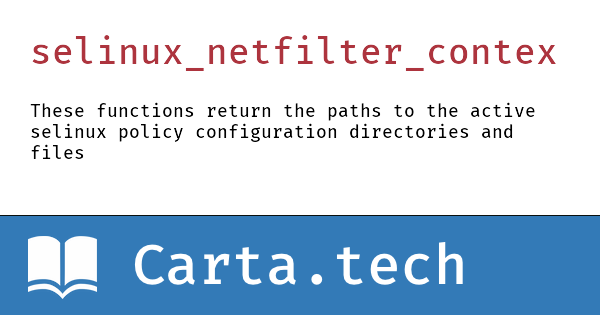 selinux_netfilter_contex
These functions return the paths to the active
selinux policy configuration directories and
files
Carta.tech